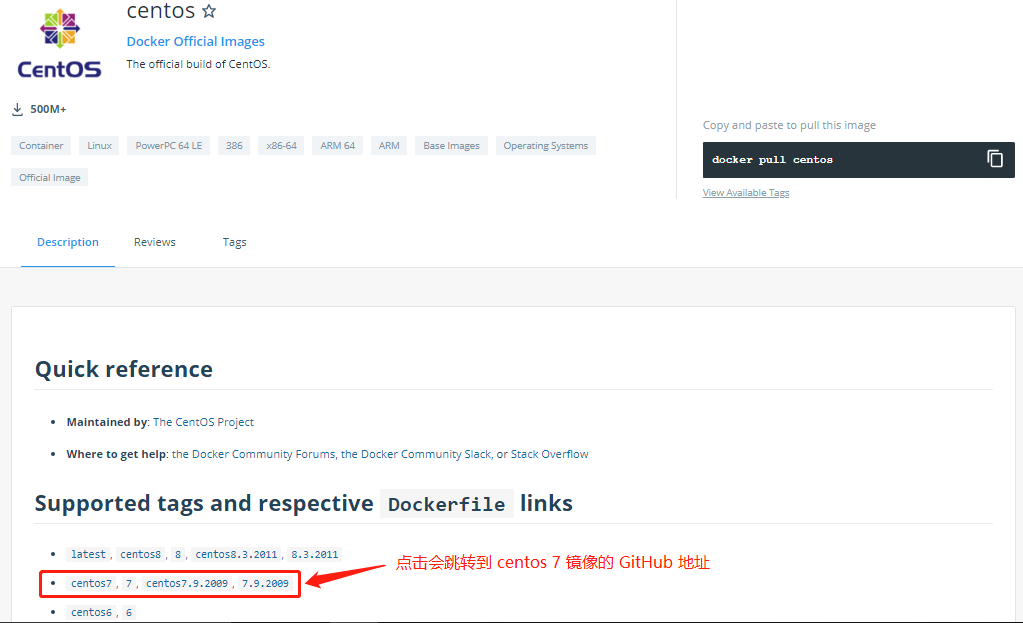 centos
Docker Official Images
CentOS
The official build of CentOS.
500M+
Container Linux PowerPC 64 LE 386 x86-64 ARM 64 ARM Base Images Operating Systems
Official Image
Copy and paste to pull this image
docker pull centos
View Available Tags
Description Reviews Tags
Quick reference
• Maintained by: The CentOS Project
• Where to get help: the Docker Community Forums, the Docker Community Slack, or Stack Overflow
Supported tags and respective Dockerfile links
• latest , centos8 , 8 , centos8.3.2011 , 8.3.2011
点击会跳转到 centos 7 镜像的 GitHub 地址
• centos7 , 7 , centos7.9.2009 , 7.9.2009
• centos6 , 6